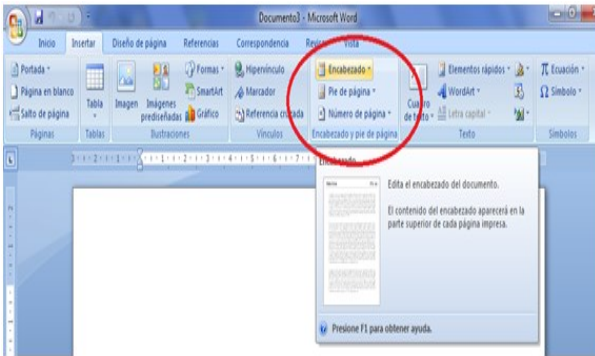 Documento3 - Microsoft Word
Inicio Insertar Diseño de página Referencias Correspondencia Revisar Vista
Portada
Página en blanco
Salto de página
Páginas
Tabla
Tablas
Imagen
Imágenes prediseñadas
Formas
SmartArt
Gráfico
Ilustraciones
Hipervínculo
Marcador
Referencia cruzada
Vínculos
Encabezado
Pie de página
Número de página
Encabezado y pie de página
Cuadro de texto
Elementos rápidos
WordArt
Letra capital
Texto
Ecuación
Símbolo
Símbolos
Encabezado
Edita el encabezado del documento.
El contenido del encabezado aparecerá en la
parte superior de cada página impresa.
Presione F1 para obtener ayuda.